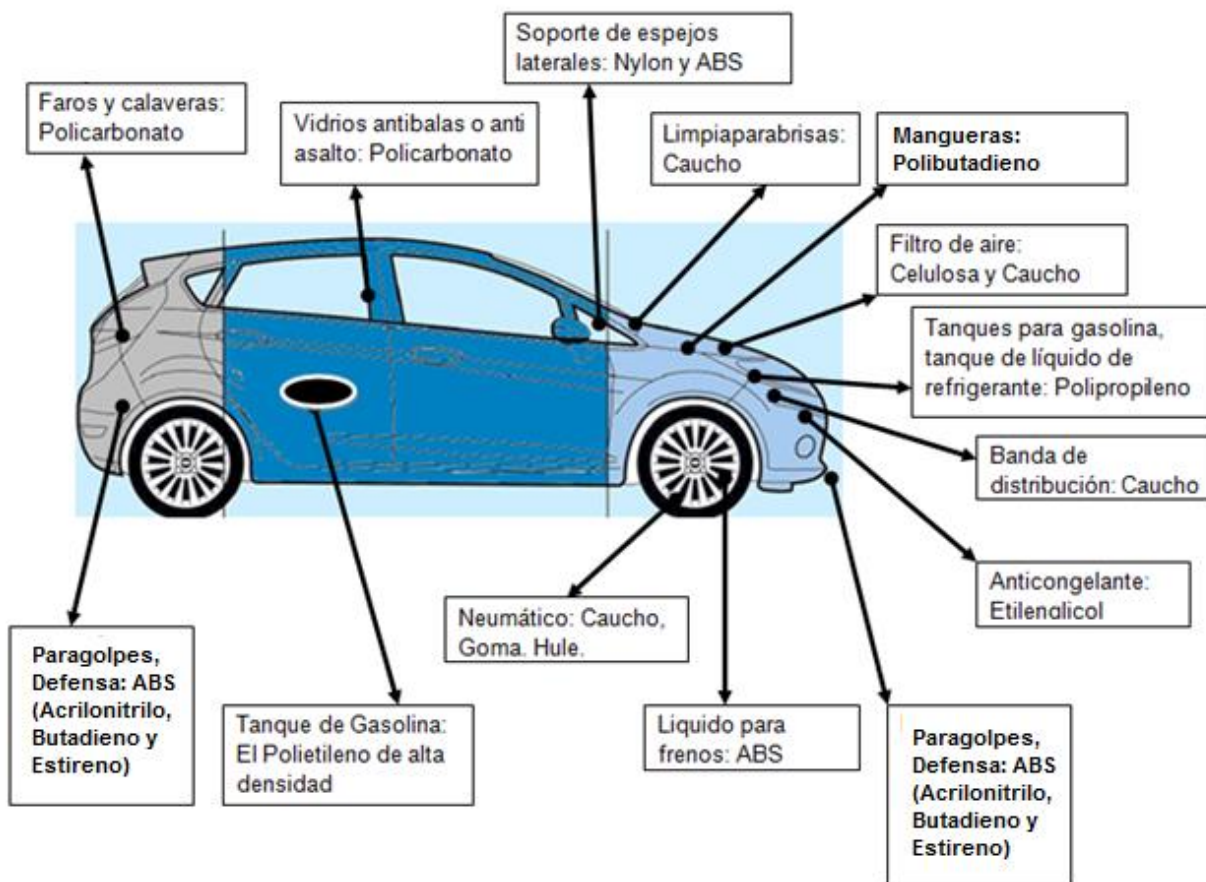 Soporte de espejos
laterales: Nylon y ABS
Faros y calaveras:
Policarbonato
Vidrios antibalas o anti
asalto: Policarbonato
Limpiaparabrisas:
Caucho
Mangueras:
Polibutadieno
Filtro de aire:
Celulosa y Caucho
Tanques para gasolina,
tanque de líquido de
refrigerante: Polipropileno
Banda de
distribución: Caucho
Anticongelante:
Etilenglicol
Neumático: Caucho,
Goma. Hule.
Paragolpes,
Defensa: ABS
(Acrilonitrilo,
Butadieno y
Estireno)
Tanque de Gasolina:
El Polietileno de alta
densidad
Liquido para
frenos: ABS
Paragolpes,
Defensa: ABS
(Acrilonitrilo,
Butadieno y
Estireno)